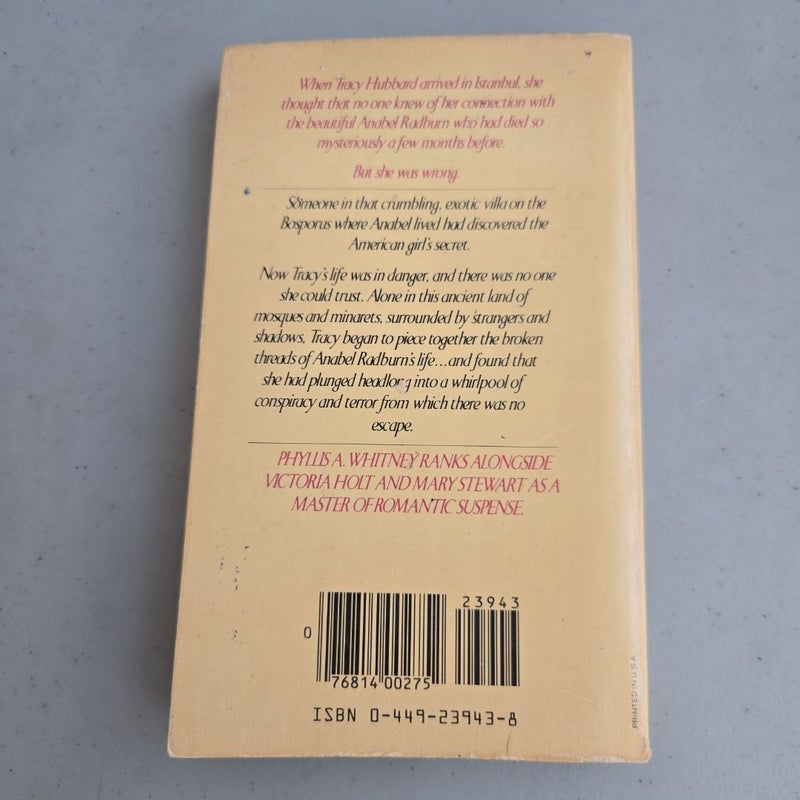 When Tracy Hubbard arrived in Istanbul, she
thought that no one knew of her connection with
the beautiful Anabel Radburn who had died so
mysteriously a few months before.
But she was wrong.
Someone in that crumbling, exotic villa on the
Bosporus where Anabel lived had discovered the
American girl's secret.
Now Tracy's life was in danger, and there was no one
she could trust. Alone in this ancient land of
mosques and minarets, surrounded by strangers and
shadows, Tracy began to piece together the broken
threads of Anabel Radburn's life...and found that
she had plunged headlong into a whirlpool of
conspiracy and terror from which there was no
escape.
PHYLLIS A. WHITNEY RANKS ALONGSIDE
VICTORIA HOLT AND MARY STEWART AS A
MASTER OF ROMANTIC SUSPENSE.
23943
0
76814 00275
ISBN 0-449-23943-8
PRINTED IN U.S.A.